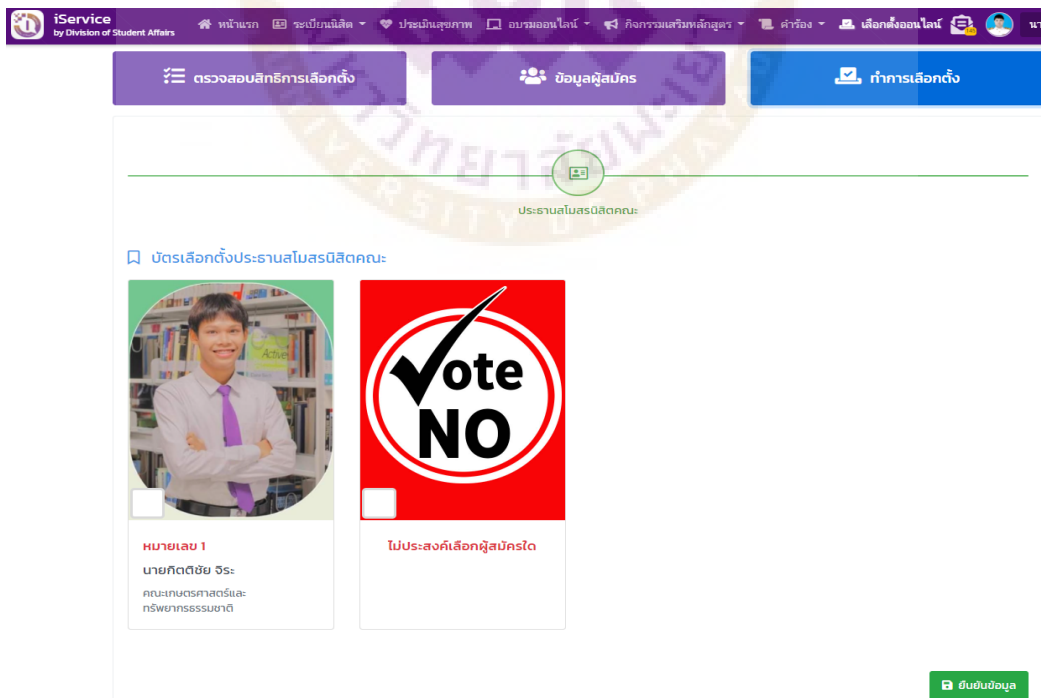 iService
by Division of Student Affairs
หน้าแรก ระเบียนนิสิต ประเมินสุขภาพ อบรมออนไลน์ กิจกรรมเสริมหลักสูตร คำร้อง เลือกตั้งออนไลน์ 145
ตรวจสอบสิทธิการเลือกตั้ง ข้อมูลผู้สมัคร ทำการเลือกตั้ง
ประธานสโมสรนิสิตคณะ
บัตรเลือกตั้งประธานสโมสรนิสิตคณะ
Active
Vote
NO
หมายเลข 1
นายกิตติชัย จิระ
คณะเกษตรศาสตร์และ
ทรัพยากรธรรมชาติ
ไม่ประสงค์เลือกผู้สมัครใด
ยืนยันข้อมูล